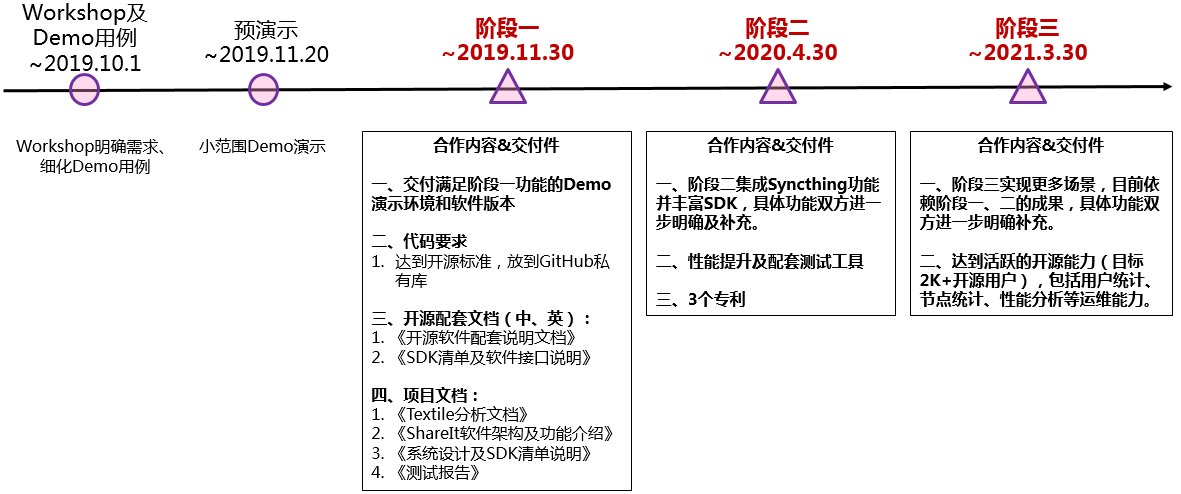 Workshop及
Demo用例
~2019.10.1
预演示
~2019.11.20
阶段一
~2019.11.30
阶段二
~2020.4.30
阶段三
~2021.3.30
Workshop明确需求、
细化Demo用例
小范围Demo演示
合作内容&交付件
一、交付满足阶段一功能的Demo
演示环境和软件版本
二、代码要求
1. 达到开源标准，放到GitHub私
有库
三、开源配套文档（中、英）：
1. 《开源软件配套说明文档》
2. 《SDK清单及软件接口说明》
四、项目文档：
1. 《Textile分析文档》
2. 《ShareIt软件架构及功能介绍》
3. 《系统设计及SDK清单说明》
4. 《测试报告》
合作内容&交付件
一、阶段二集成Syncthing功能
并丰富SDK，具体功能双方进一
步明确及补充。
二、性能提升及配套测试工具
三、3个专利
合作内容&交付件
一、阶段三实现更多场景，目前依
赖阶段一、二的成果，具体功能双
方进一步明确补充。
二、达到活跃的开源能力（目标
2K+开源用户），包括用户统计、
节点统计、性能分析等运维能力。